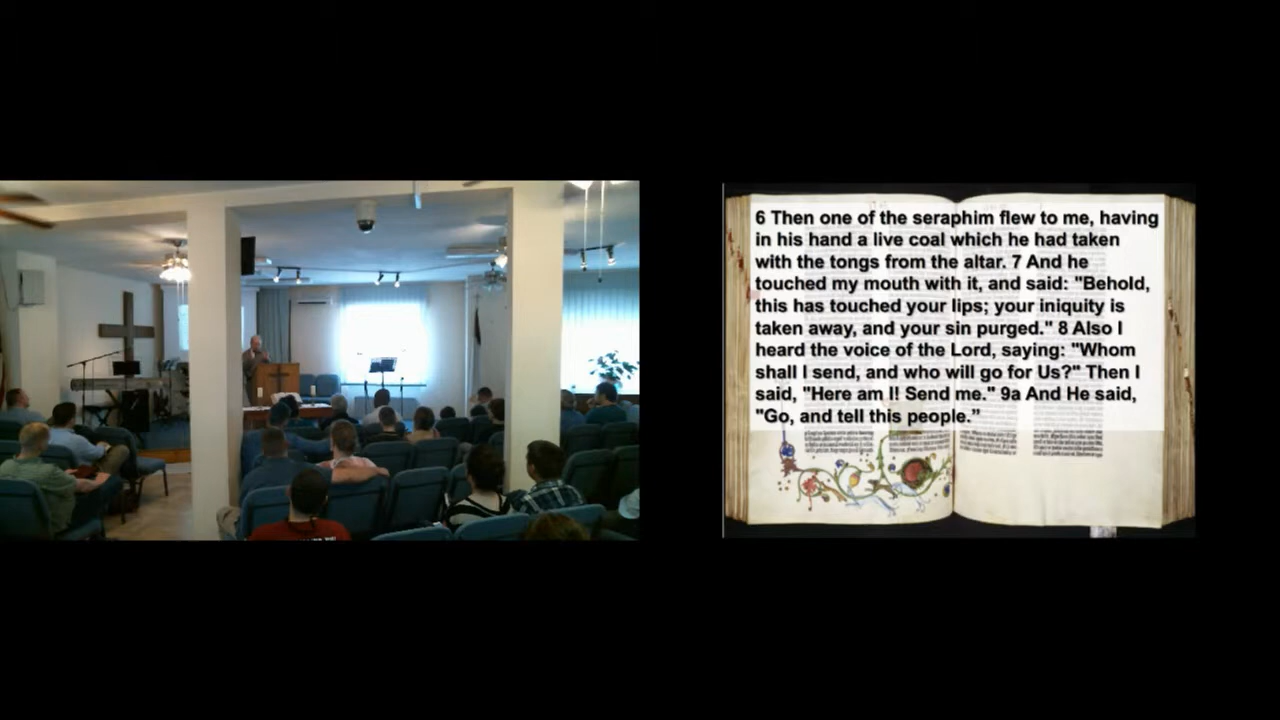 6 Then one of the seraphim flew to me, having
in his hand a live coal which he had taken
with the tongs from the altar. 7 And he
touched my mouth with it, and said: "Behold,
this has touched your lips; your iniquity is
taken away, and your sin purged." 8 Also I
heard the voice of the Lord, saying: "Whom
shall I send, and who will go for Us?" Then I
said, "Here am I! Send me." 9a And He said,
"Go, and tell this people.”